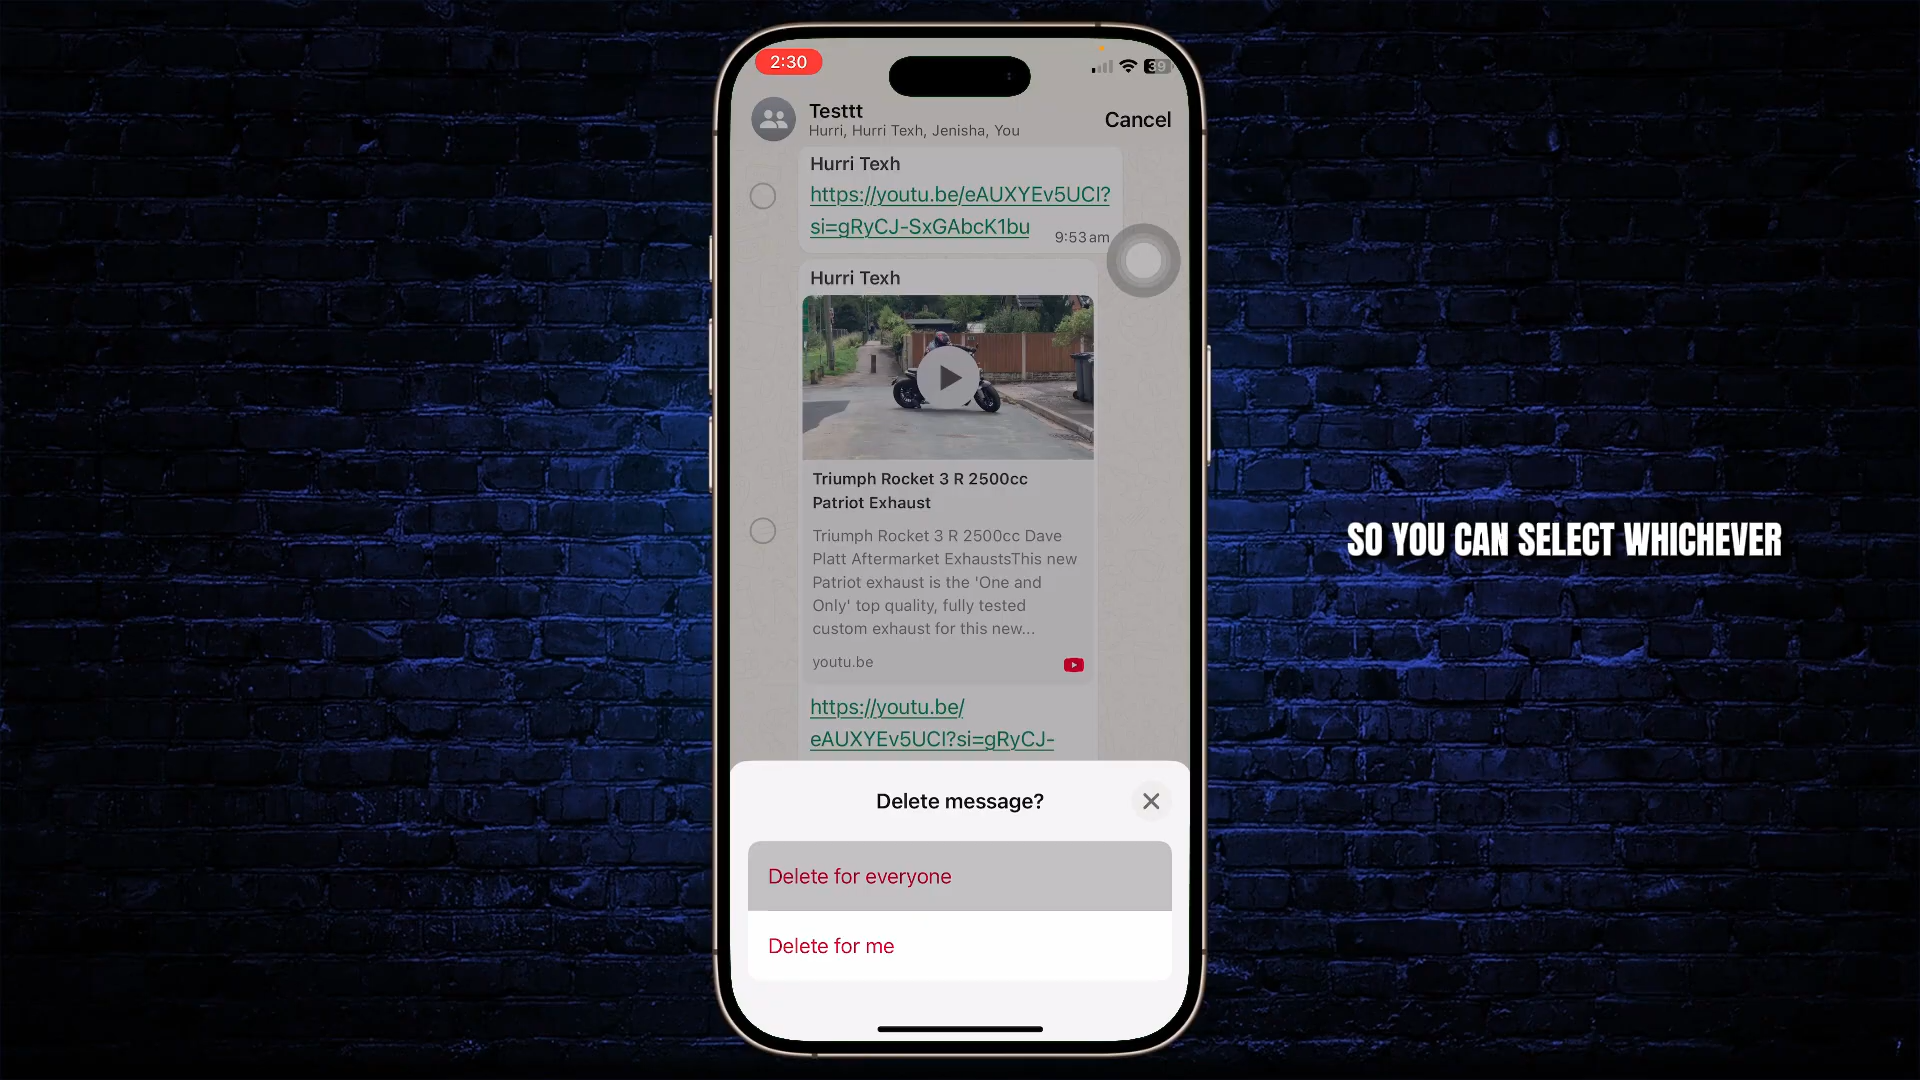 2:30
39
Testtt
Hurri, Hurri Texh, Jenisha, You
Cancel
Hurri Texh
https://youtu.be/eAUXYEv5UCI?
si=gRyCJ-SxGAbcK1bu
9:53 am
Hurri Texh
Triumph Rocket 3 R 2500cc
Patriot Exhaust
Triumph Rocket 3 R 2500cc Dave
Platt Aftermarket ExhaustsThis new
Patriot exhaust is the 'One and
Only' top quality, fully tested
custom exhaust for this new...
youtu.be
https://youtu.be/
eAUXYEv5UCI?si=gRyCJ-
SO YOU CAN SELECT WHICHEVER
Delete message?
Delete for everyone
Delete for me